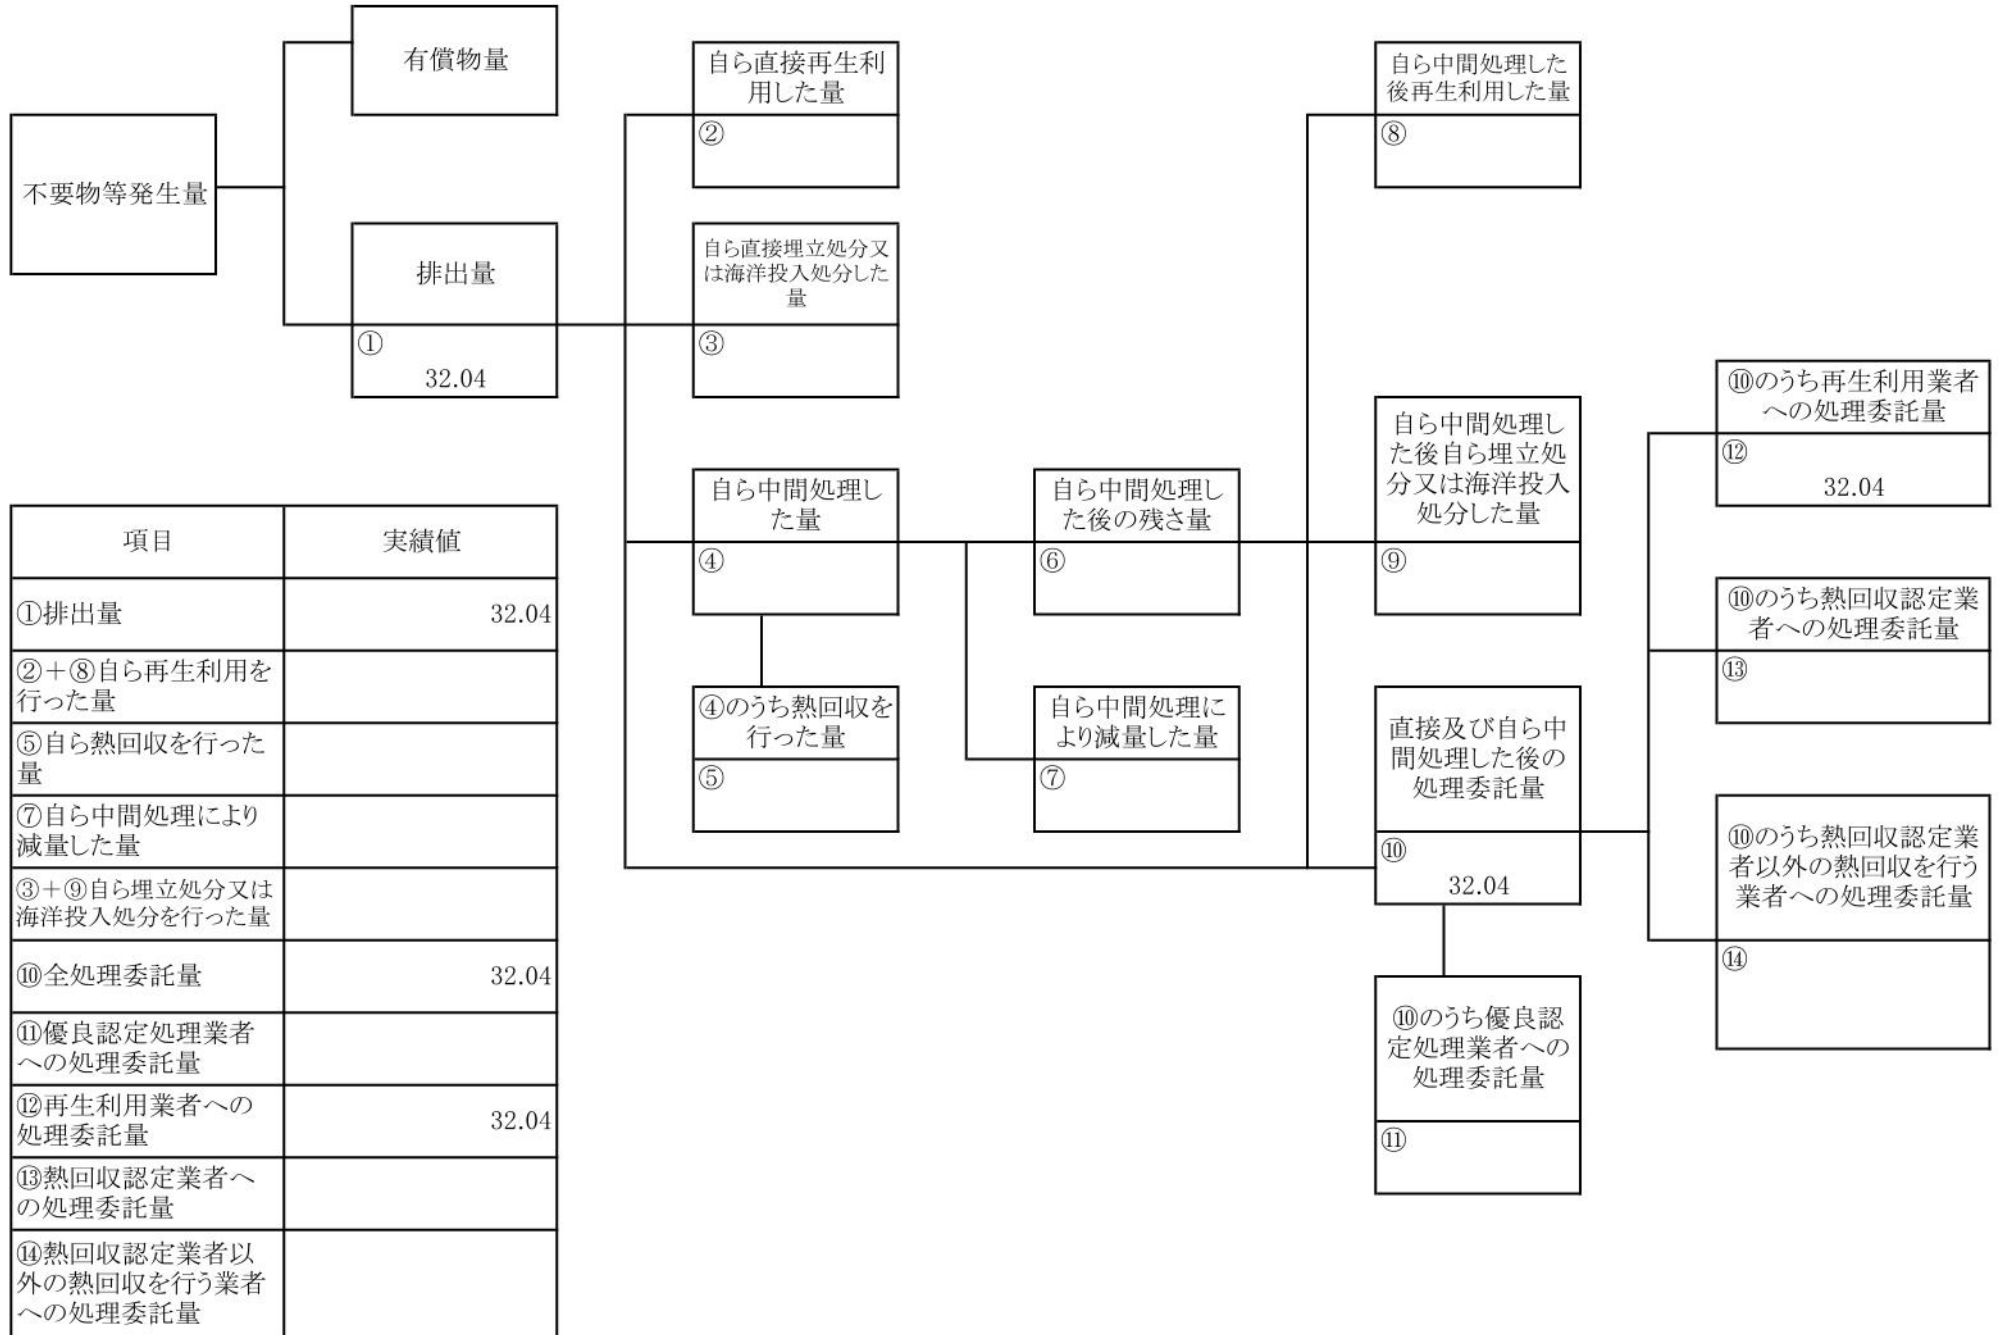 有償物量
不要物等発生量
排出量
①
32.04
自ら直接再生利
用した量
②
自ら直接埋立処分又
は海洋投入処分した
量
③
自ら中間処理し
た量
④
④のうち熱回収を
行った量
⑤
自ら中間処理し
た後の残さ量
⑥
自ら中間処理に
より減量した量
⑦
自ら中間処理した
後再生利用した量
⑧
自ら中間処理し
た後自ら埋立処
分又は海洋投入
処分した量
⑨
直接及び自ら中
間処理した後の
処理委託量
⑩
32.04
⑩のうち優良認
定処理業者への
処理委託量
⑪
⑩のうち再生利用業者
への処理委託量
⑫
32.04
⑩のうち熱回収認定業
者への処理委託量
⑬
⑩のうち熱回収認定業
者以外の熱回収を行う
業者への処理委託量
⑭
項目 実績値
①排出量 32.04
②＋⑧自ら再生利用を
行った量
⑤自ら熱回収を行った
量
⑦自ら中間処理により
減量した量
③＋⑨自ら埋立処分又は
海洋投入処分を行った量
⑩全処理委託量 32.04
⑪優良認定処理業者
への処理委託量
⑫再生利用業者への
処理委託量 32.04
⑬熱回収認定業者へ
の処理委託量
⑭熱回収認定業者以
外の熱回収を行う業者
への処理委託量